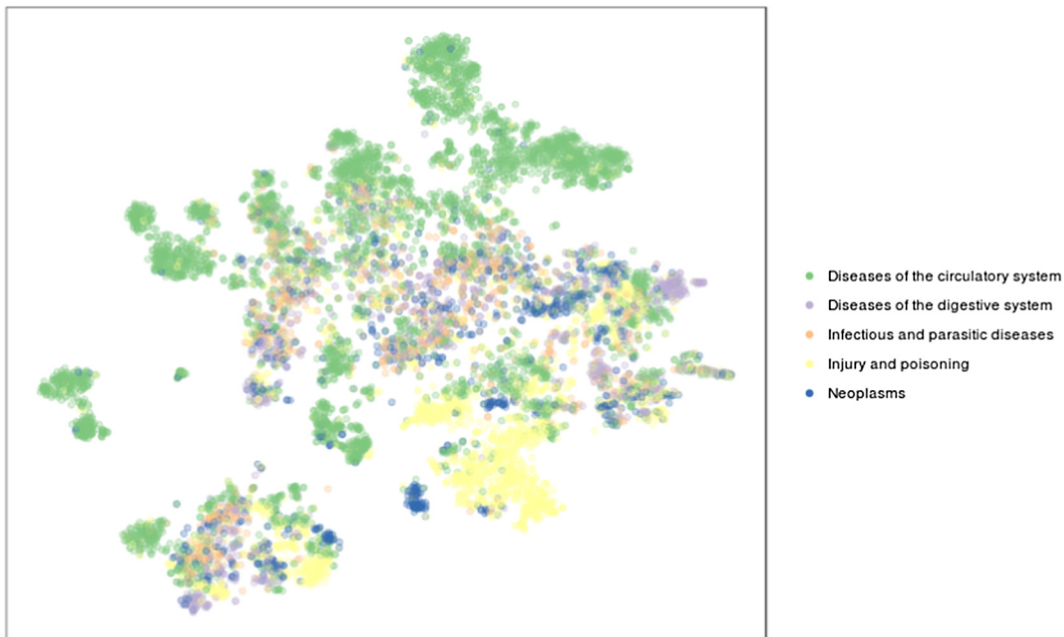 Diseases of the circulatory system
Diseases of the digestive system
Infectious and parasitic diseases
Injury and poisoning
Neoplasms